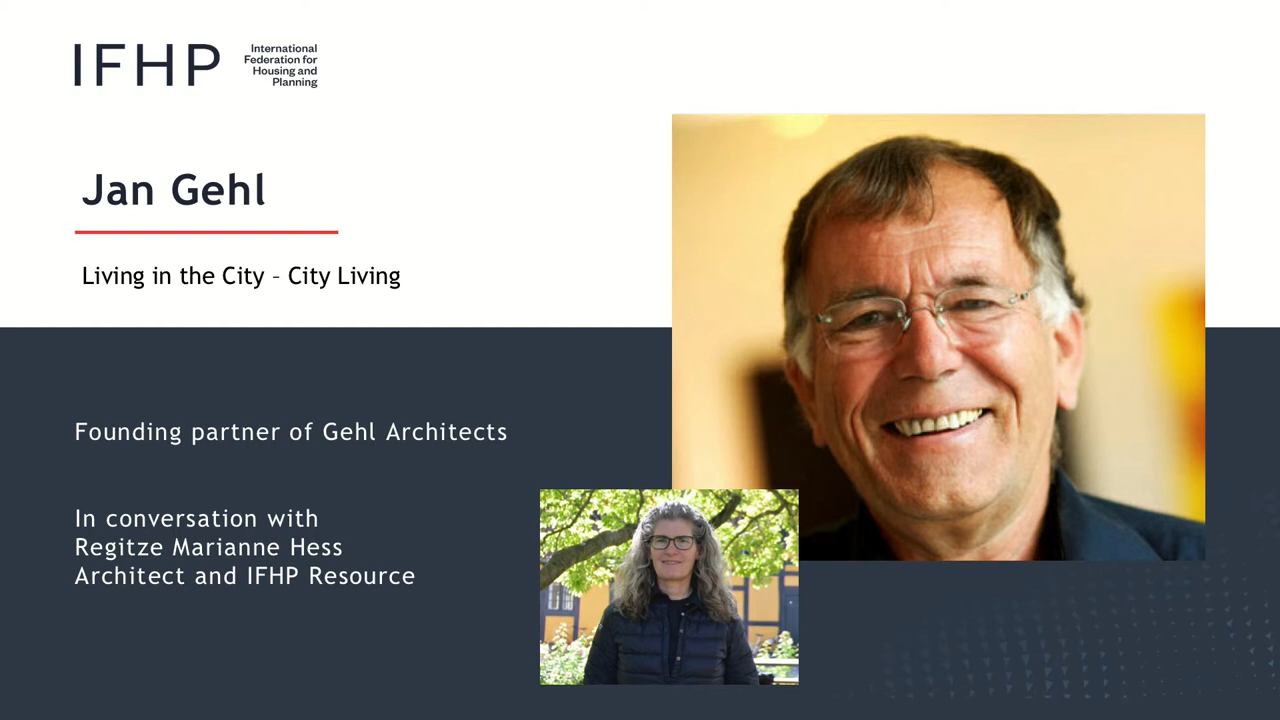 IFHP
International
Federation for
Housing and
Planning
Jan Gehl
Living in the City – City Living
Founding partner of Gehl Architects
In conversation with
Regitze Marianne Hess
Architect and IFHP Resource